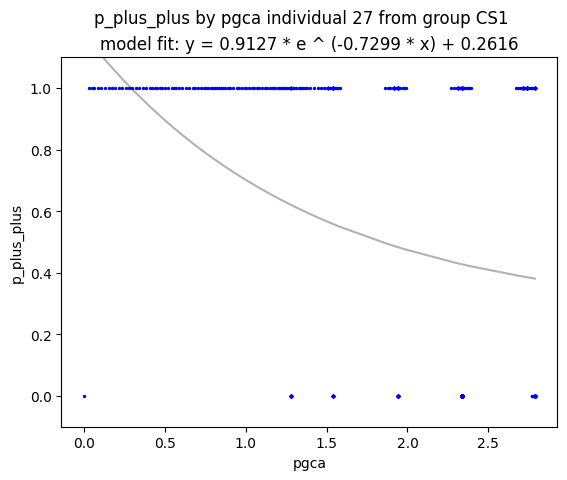 p_plus_plus by pgca individual 27 from group CS1
model fit: y = 0.9127 * e ^ (-0.7299 * x) + 0.2616
1.0
0.8
0.6
0.4
0.2
0.0
p_plus_plus
0.0 0.5 1.0 1.5 2.0 2.5
pgca